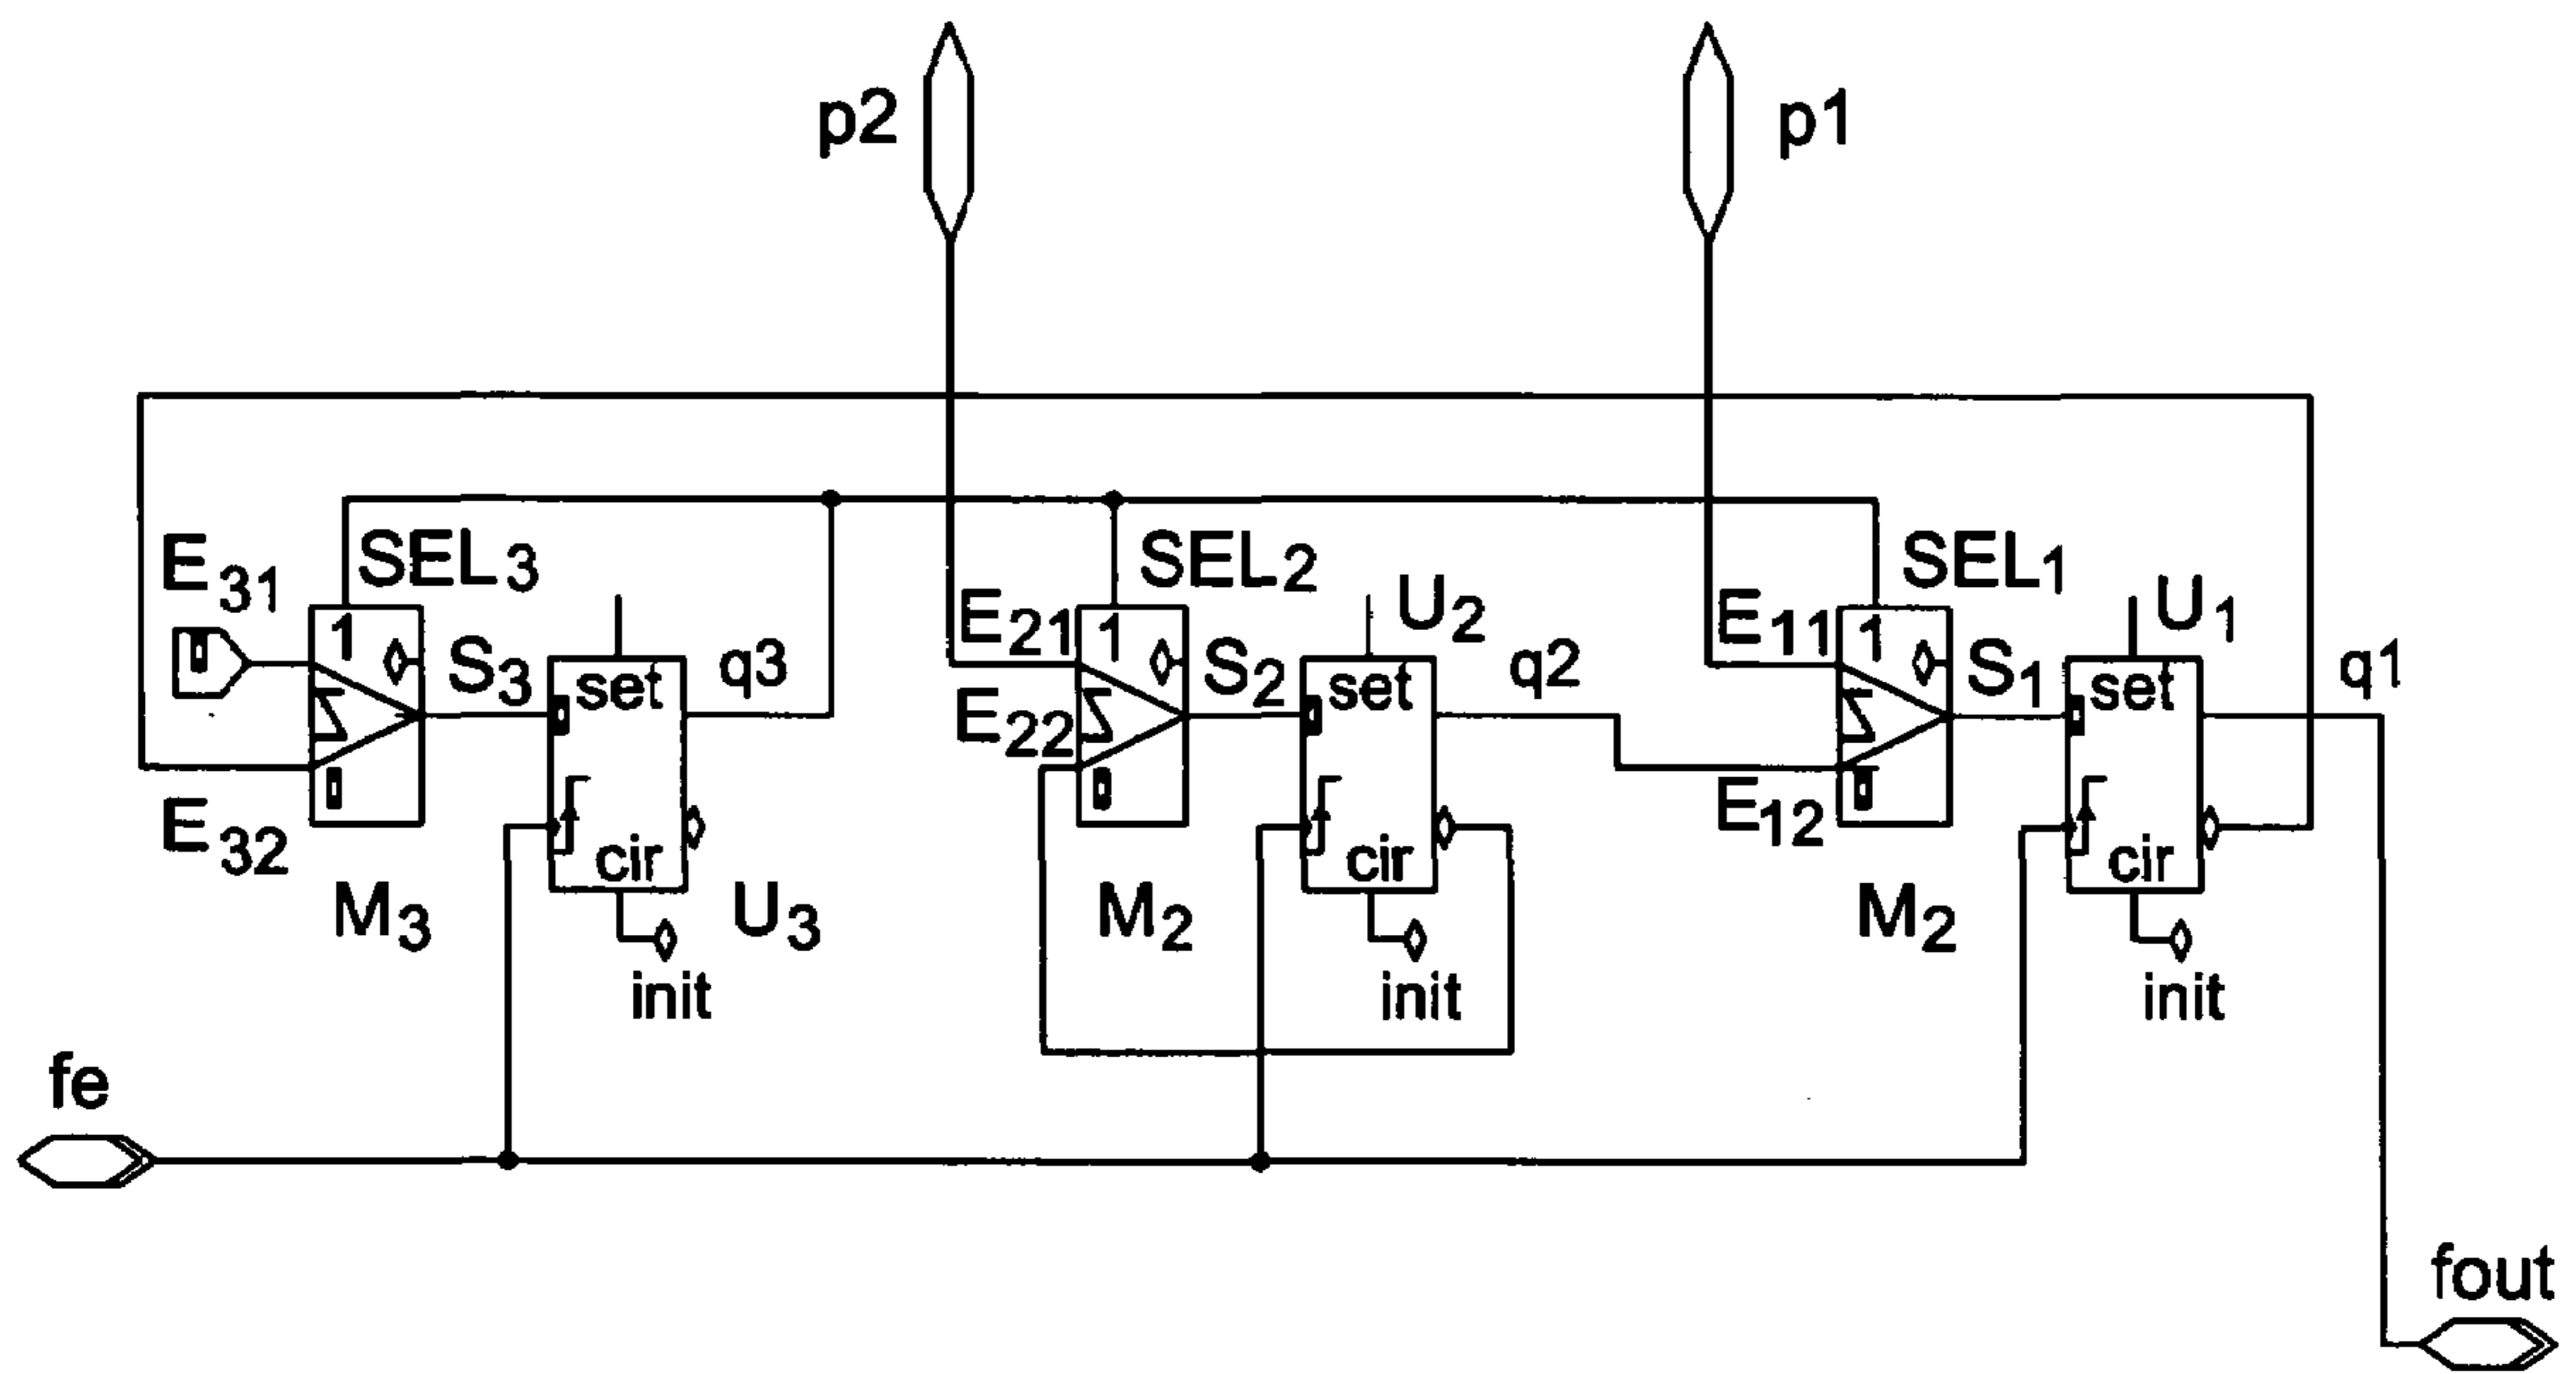 p2
p1
E31
SEL3
SEL2
SEL1
1
S3
set
q3
E21
1
S2
U2
set
q2
E11
1
S1
U1
set
q1
E22
E32
cir
cir
E12
cir
M3
U3
M2
M2
init
init
init
fe
fout